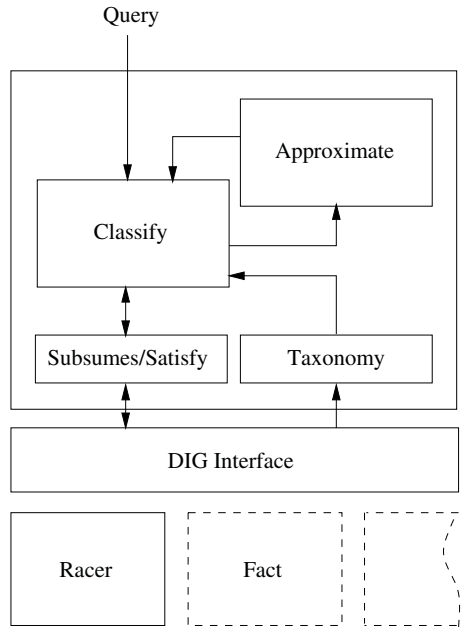 Query
Approximate
Classify
Subsumes/Satisfy
Taxonomy
DIG Interface
Racer
Fact